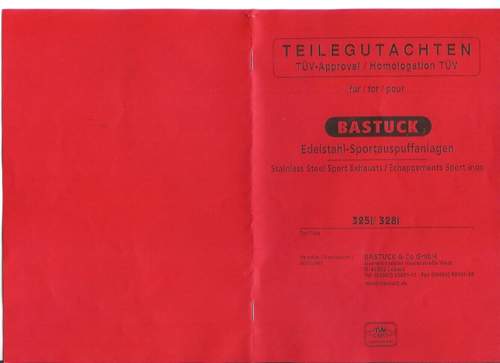 TEILEGUTACHTEN
TÜV-Approval / Homologation TÜV
für / for / pour
BASTUCK
Edelstahl-Sportauspuffanlagen
Stainless Steel Sport Exhausts / Echappements Sport Inox
325i/ 328i
BASTUCK & Co GmbH
TÜV